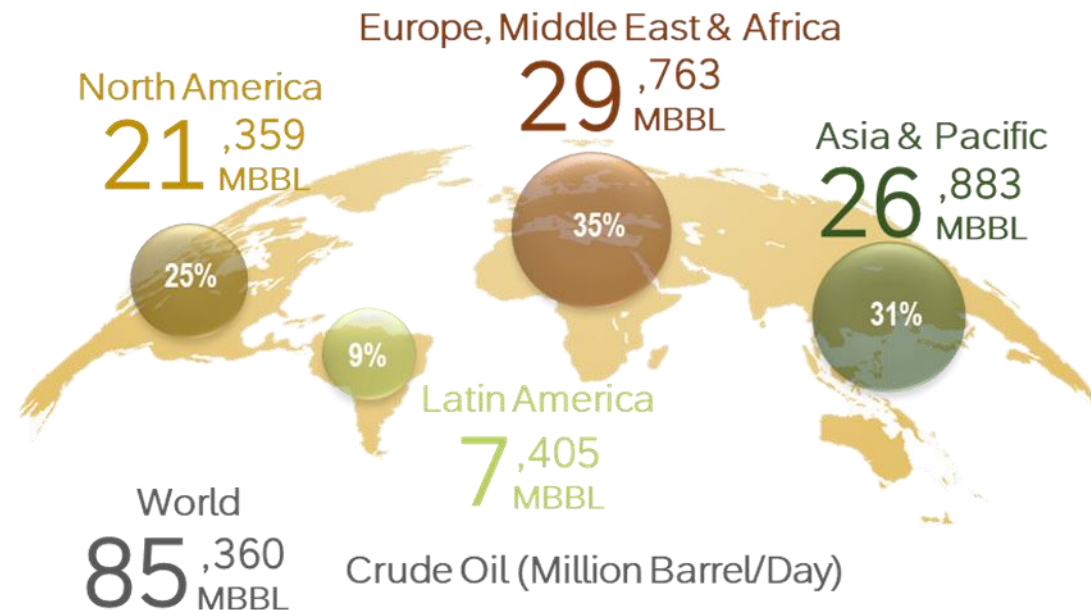 Europe, Middle East & Africa
29,763
MBBL
North America
21,359
MBBL
Asia & Pacific
26,883
MBBL
35%
25%
31%
9%
Latin America
7,405
MBBL
World
85,360
MBBL
Crude Oil (Million Barrel/Day)